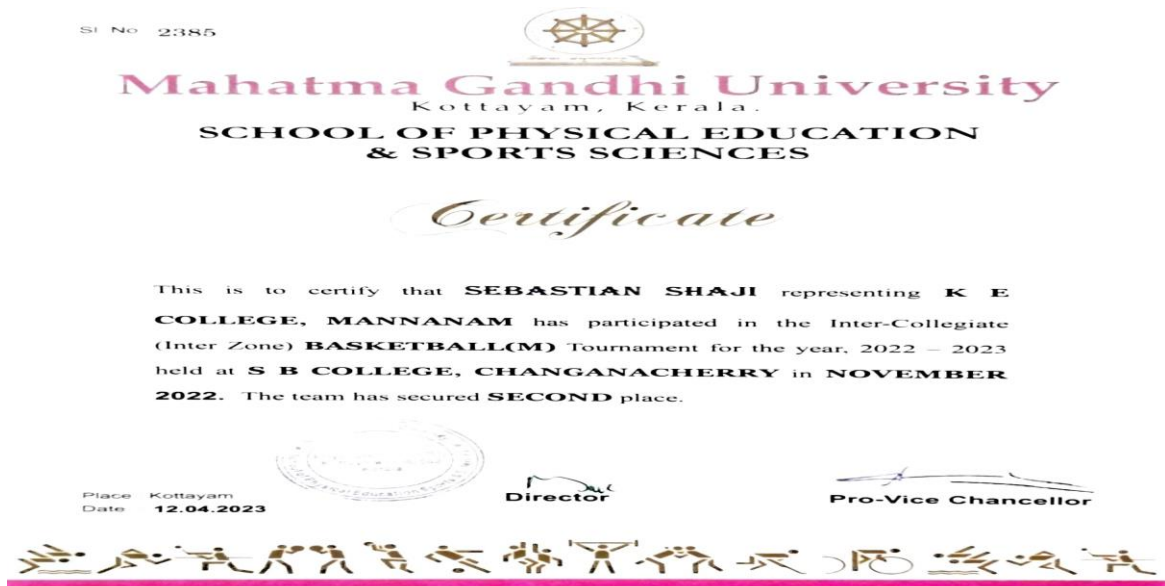 Sl No 2385
Mahatma Gandhi University
Kottayam, Kerala.
SCHOOL OF PHYSICAL EDUCATION
& SPORTS SCIENCES
Certificate
This is to certify that SEBASTIAN SHAJI representing K E
COLLEGE, MANNANAM has participated in the Inter-Collegiate
(Inter Zone) BASKETBALL(M) Tournament for the year, 2022 – 2023
held at S B COLLEGE, CHANGANACHERRY in NOVEMBER
2022. The team has secured SECOND place.
Physical Education
Place Kottayam
Date 12.04.2023
Director
Pro-Vice Chancellor